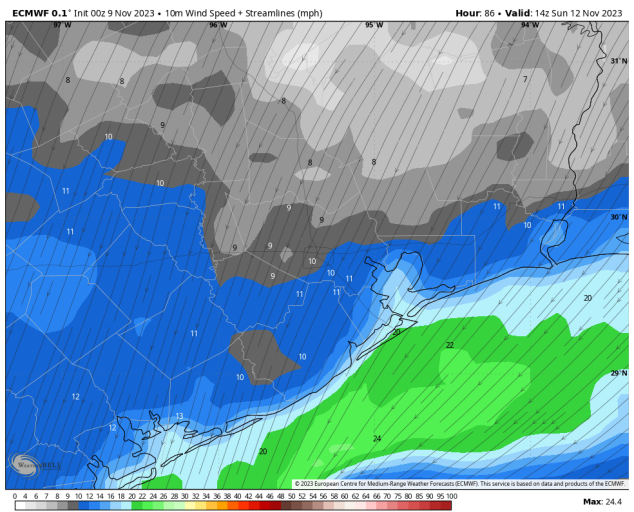 ECMWF 0.1° Init 00z 9 Nov 2023 • 10m Wind Speed + Streamlines (mph) Hour: 86 • Valid: 14z Sun 12 Nov 2023
97°W 96°W 95°W 94°W
31°N
8 8 7
8
9
10 8 8
10
11 11 11
9 9 10 30°N
11
9 9
10
9 10 11
11 11
20
11 20 22
10 29°N
10
12
13
12
24
20
WeatherBELL
© 2023 European Centre for Medium-Range Weather Forecasts (ECMWF). This service is based on data and products of the ECMWF.
0 4 6 7 8 9 10 12 14 16 18 20 22 24 26 28 30 32 34 36 38 40 42 44 46 48 50 52 54 56 58 60 65 70 75 80 85 90 95 100 Max: 24.4